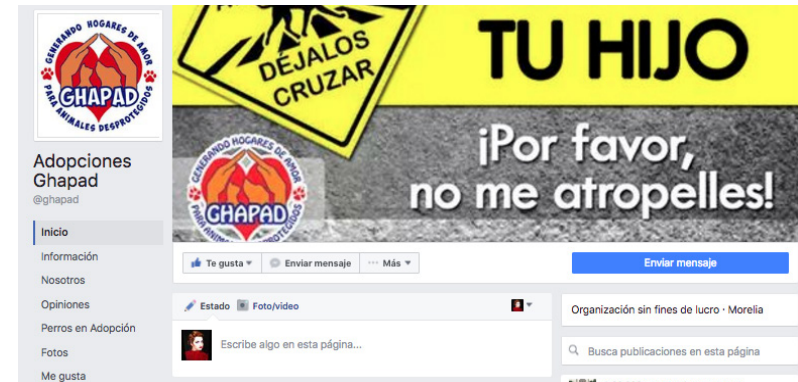 GENERANDO HOGARES DE AMOR
GHAPAD
PARA ANIMALES DESPROTEGIDOS
Adopciones
Ghapad
@ghapad
Inicio
Información
Nosotros
Opiniones
Perros en Adopción
Fotos
Me gusta
DÉJALOS
CRUZAR
TU HIJO
¡Por favor,
no me atropelles!
GENERANDO HOGARES DE AMOR
GHAPAD
PARA ANIMALES DESPROTEGIDOS
Te gusta
Enviar mensaje
··· Más
Enviar mensaje
Estado
Foto/video
Escribe algo en esta página...
Organización sin fines de lucro · Morelia
Busca publicaciones en esta página